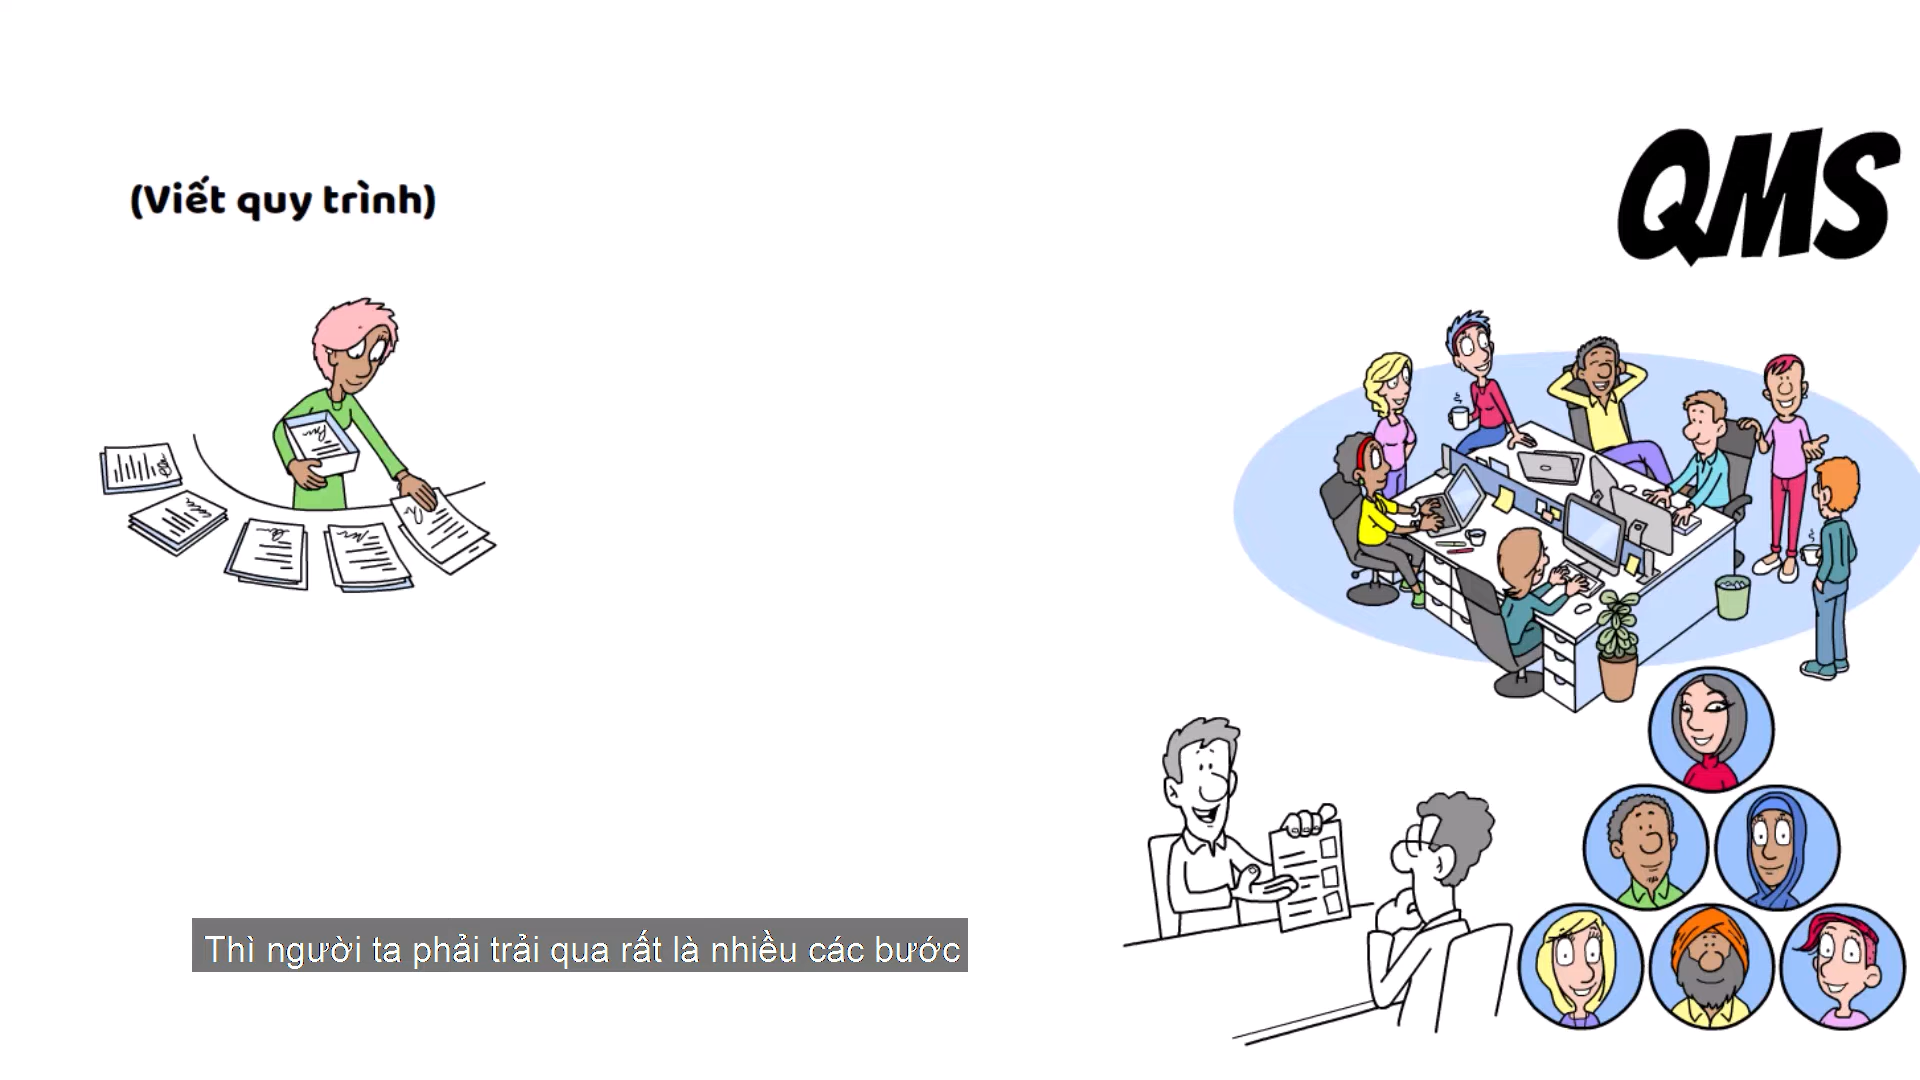 QMS
(Viết quy trình)
Thì người ta phải trải qua rất là nhiều các bước